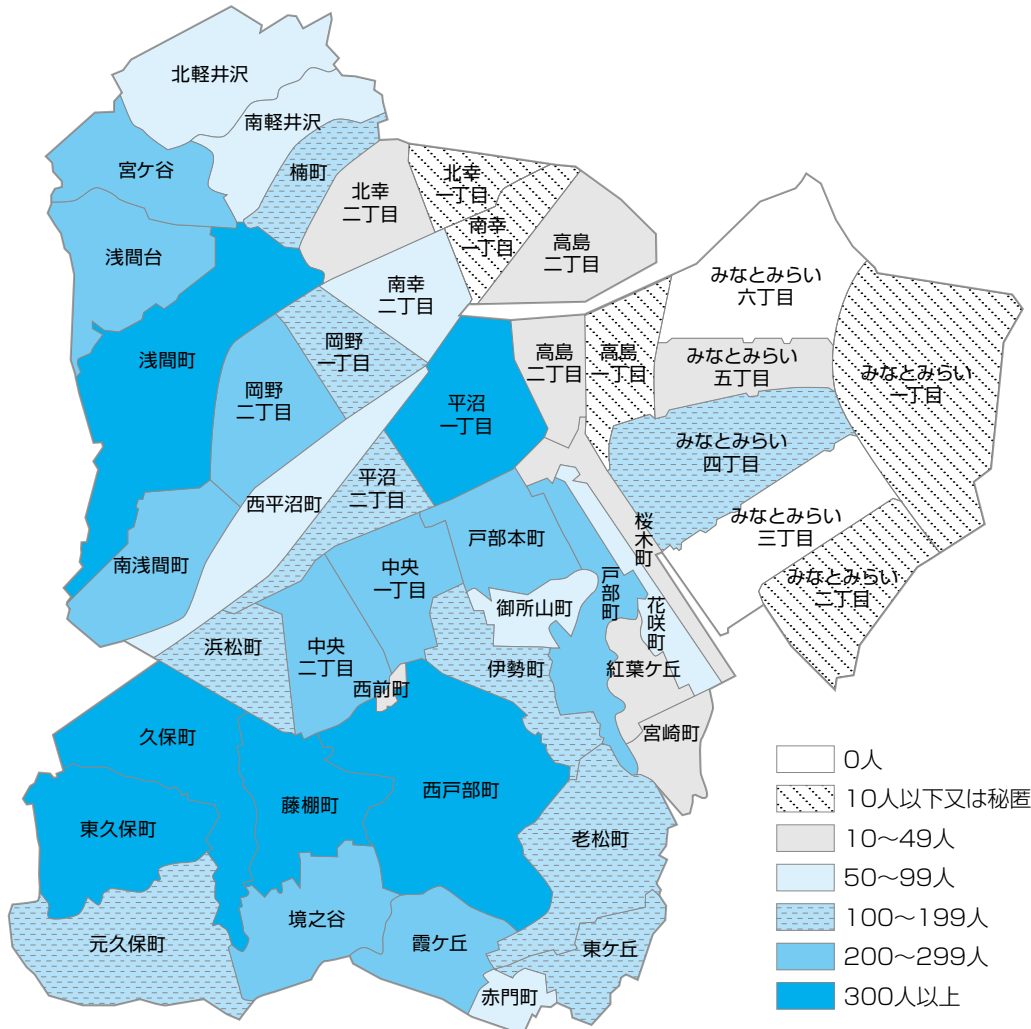 北軽井沢
南軽井沢
宮ケ谷
楠町
北幸
二丁目
北幸
一丁目
南幸
一丁目
高島
二丁目
浅間台
南幸
二丁目
みなとみらい
六丁目
浅間町
岡野
一丁目
岡野
二丁目
平沼
一丁目
高島
二丁目
高島
一丁目
みなとみらい
五丁目
みなとみらい
一丁目
みなとみらい
四丁目
西平沼町
平沼
二丁目
桜木町
みなとみらい
三丁目
南浅間町
中央
一丁目
戸部本町
戸部町
みなとみらい
二丁目
御所山町
花咲町
浜松町
中央
二丁目
西前町
伊勢町
紅葉ケ丘
宮崎町
久保町
東久保町
藤棚町
西戸部町
老松町
元久保町
境之谷
霞ケ丘
東ケ丘
赤門町
0人
10人以下又は秘匿
10〜49人
50〜99人
100〜199人
200〜299人
300人以上